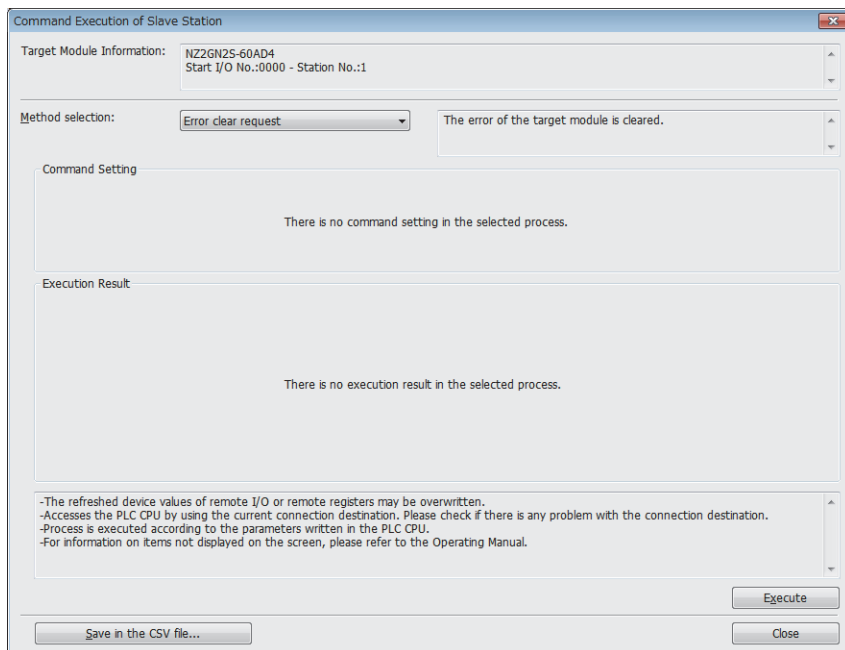 Command Execution of Slave Station
Target Module Information:
NZ2GN2S-60AD4
Start I/O No.:0000 - Station No.:1
Method selection:
Error clear request
The error of the target module is cleared.
Command Setting
There is no command setting in the selected process.
Execution Result
There is no execution result in the selected process.
-The refreshed device values of remote I/O or remote registers may be overwritten.
-Accesses the PLC CPU by using the current connection destination. Please check if there is any problem with the connection destination.
-Process is executed according to the parameters written in the PLC CPU.
-For information on items not displayed on the screen, please refer to the Operating Manual.
Execute
Save in the CSV file...
Close